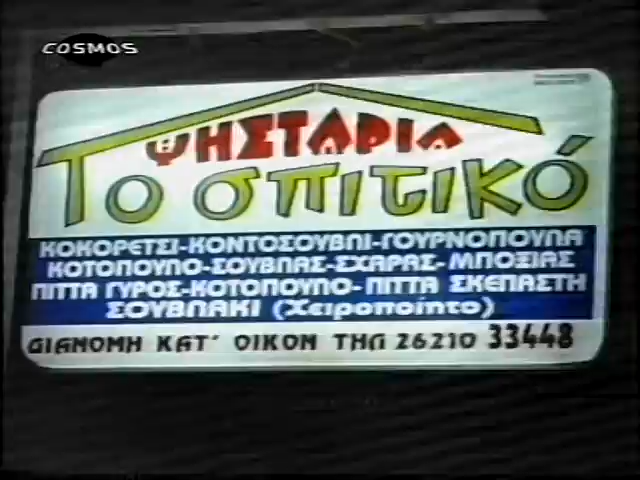 COSMOS
ΨΗΣΤΑΡΙΑ
Το σπιτικό
ΚΟΚΟΡΕΤΣΙ-ΚΟΝΤΟΣΟΥΒΛΙ-ΓΟΥΡΝΟΠΟΥΛΑ
ΚΟΤΟΠΟΥΛΟ-ΣΟΥΒΛΑΣ-ΣΧΑΡΑΣ-ΜΠΟΞΙΑΣ
ΠΙΤΤΑ ΓΥΡΟΣ-ΚΟΤΟΠΟΥΛΟ-ΠΙΤΤΑ ΣΚΕΠΑΣΤΗ
ΣΟΥΒΛΑΚΙ (Χειροποίητο)
ΔΙΑΝΟΜΗ ΚΑΤ' ΟΙΚΟΝ ΤΗΛ 26210 33448